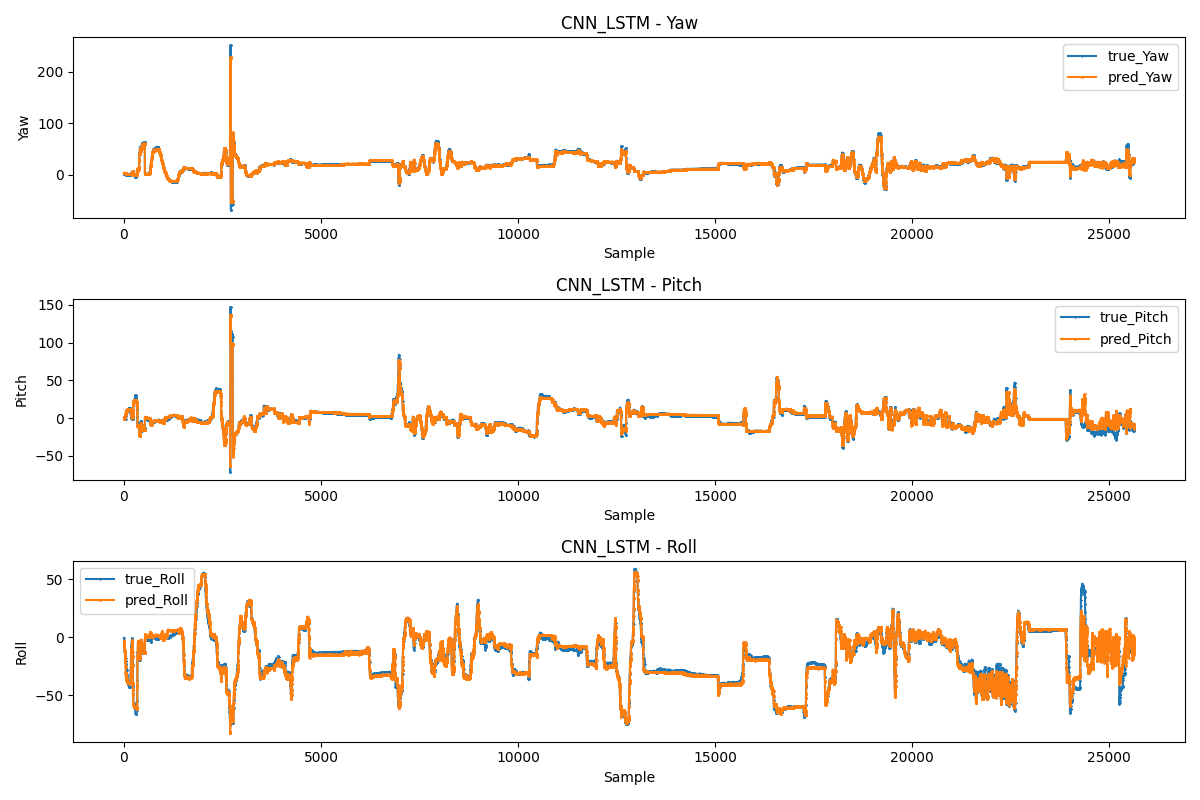 CNN_LSTM - Yaw
true_Yaw
pred_Yaw
Yaw
200
100
0
0 5000 10000 15000 20000 25000
Sample
CNN_LSTM - Pitch
true_Pitch
pred_Pitch
Pitch
150
100
50
0
−50
0 5000 10000 15000 20000 25000
Sample
CNN_LSTM - Roll
true_Roll
pred_Roll
Roll
50
0
−50
0 5000 10000 15000 20000 25000
Sample